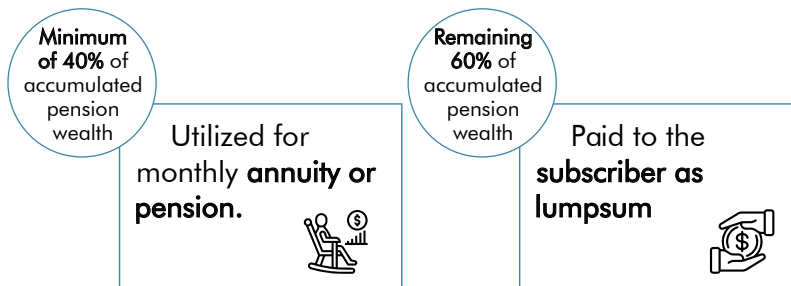 Minimum
of 40% of
accumulated
pension
wealth
Utilized for
monthly annuity or
pension.
$
Remaining
60% of
accumulated
pension
wealth
Paid to the
subscriber as
lumpsum
$